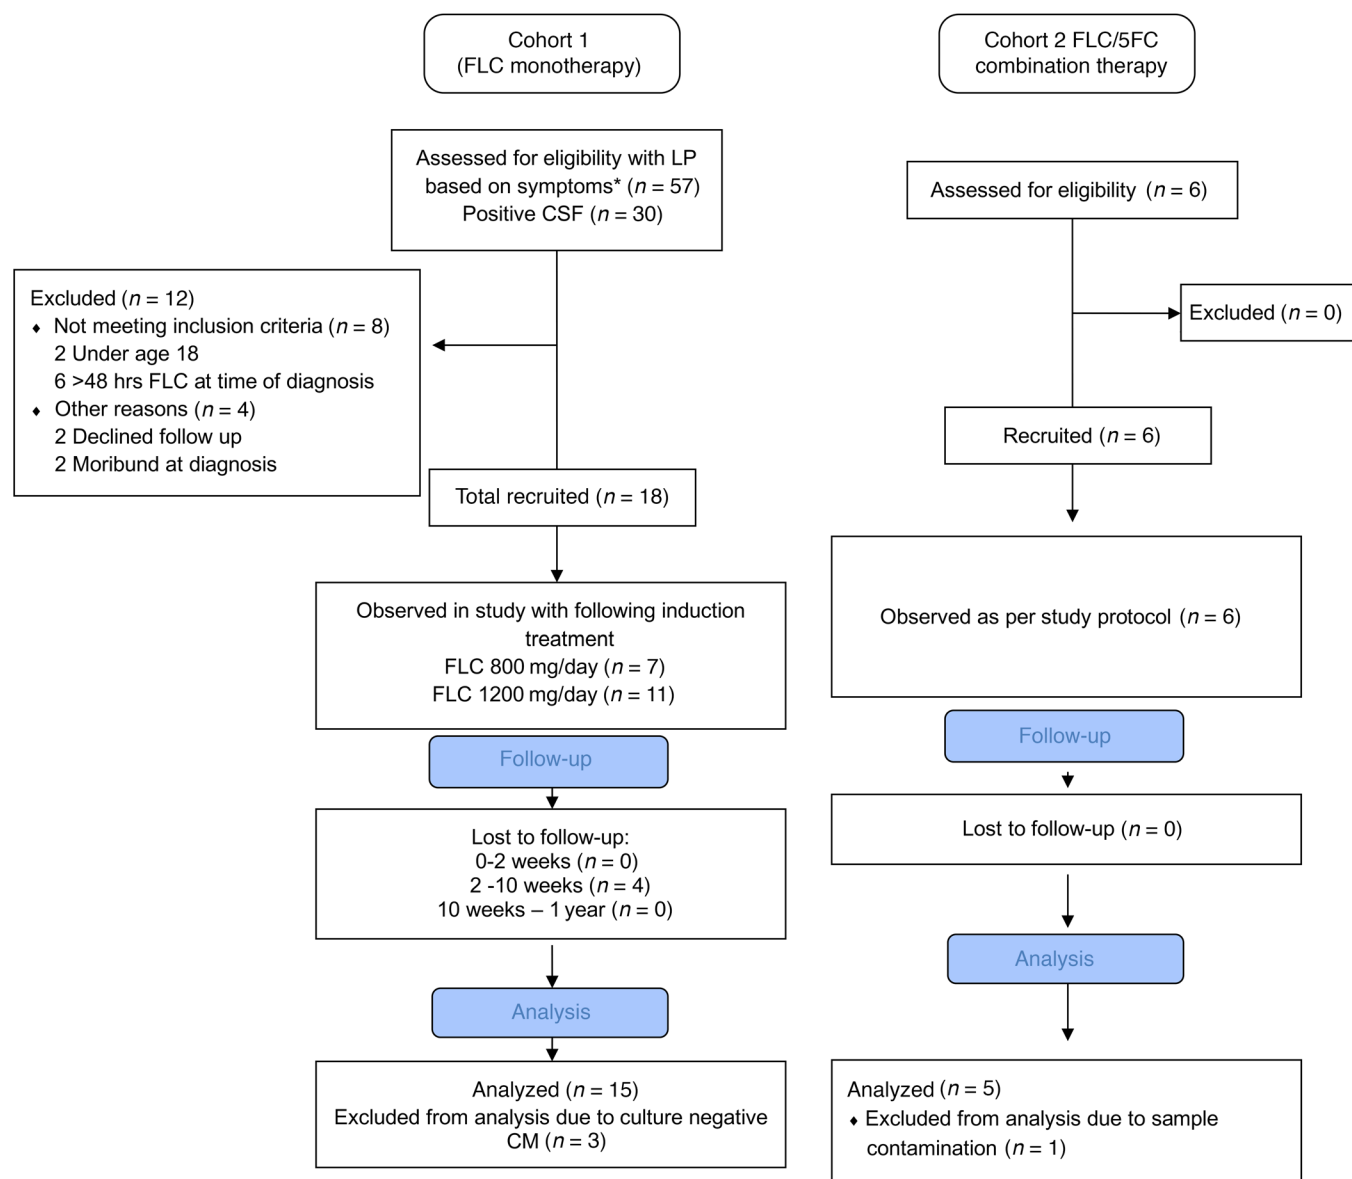 Cohort 1
(FLC monotherapy)
Assessed for eligibility with LP
based on symptoms* (n = 57)
Positive CSF (n = 30)
Excluded (n = 12)
♦ Not meeting inclusion criteria (n = 8)
2 Under age 18
6 >48 hrs FLC at time of diagnosis
♦ Other reasons (n = 4)
2 Declined follow up
2 Moribund at diagnosis
Total recruited (n = 18)
Observed in study with following induction
treatment
FLC 800 mg/day (n = 7)
FLC 1200 mg/day (n = 11)
Follow-up
Lost to follow-up:
0-2 weeks (n = 0)
2 -10 weeks (n = 4)
10 weeks – 1 year (n = 0)
Analysis
Analyzed (n = 15)
Excluded from analysis due to culture negative
CM (n = 3)
Cohort 2 FLC/5FC
combination therapy
Assessed for eligibility (n = 6)
Excluded (n = 0)
Recruited (n = 6)
Observed as per study protocol (n = 6)
Follow-up
Lost to follow-up (n = 0)
Analysis
Analyzed (n = 5)
♦ Excluded from analysis due to sample
contamination (n = 1)